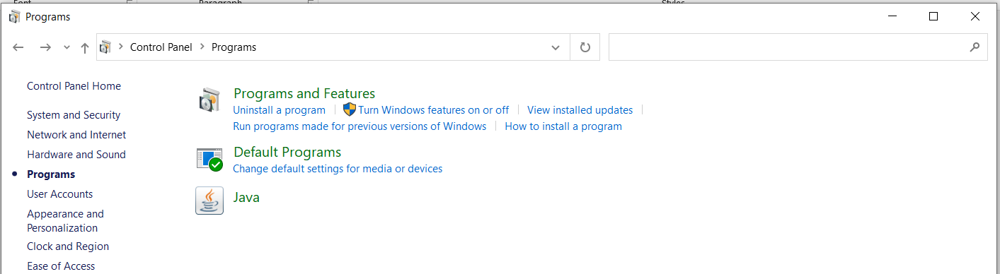 Font
Paragraph
Styles
Programs
Control Panel
Programs
Control Panel Home
System and Security
Network and Internet
Hardware and Sound
Programs
User Accounts
Appearance and
Personalization
Clock and Region
Ease of Access
Programs and Features
Uninstall a program
Turn Windows features on or off
View installed updates
Run programs made for previous versions of Windows
How to install a program
Default Programs
Change default settings for media or devices
Java